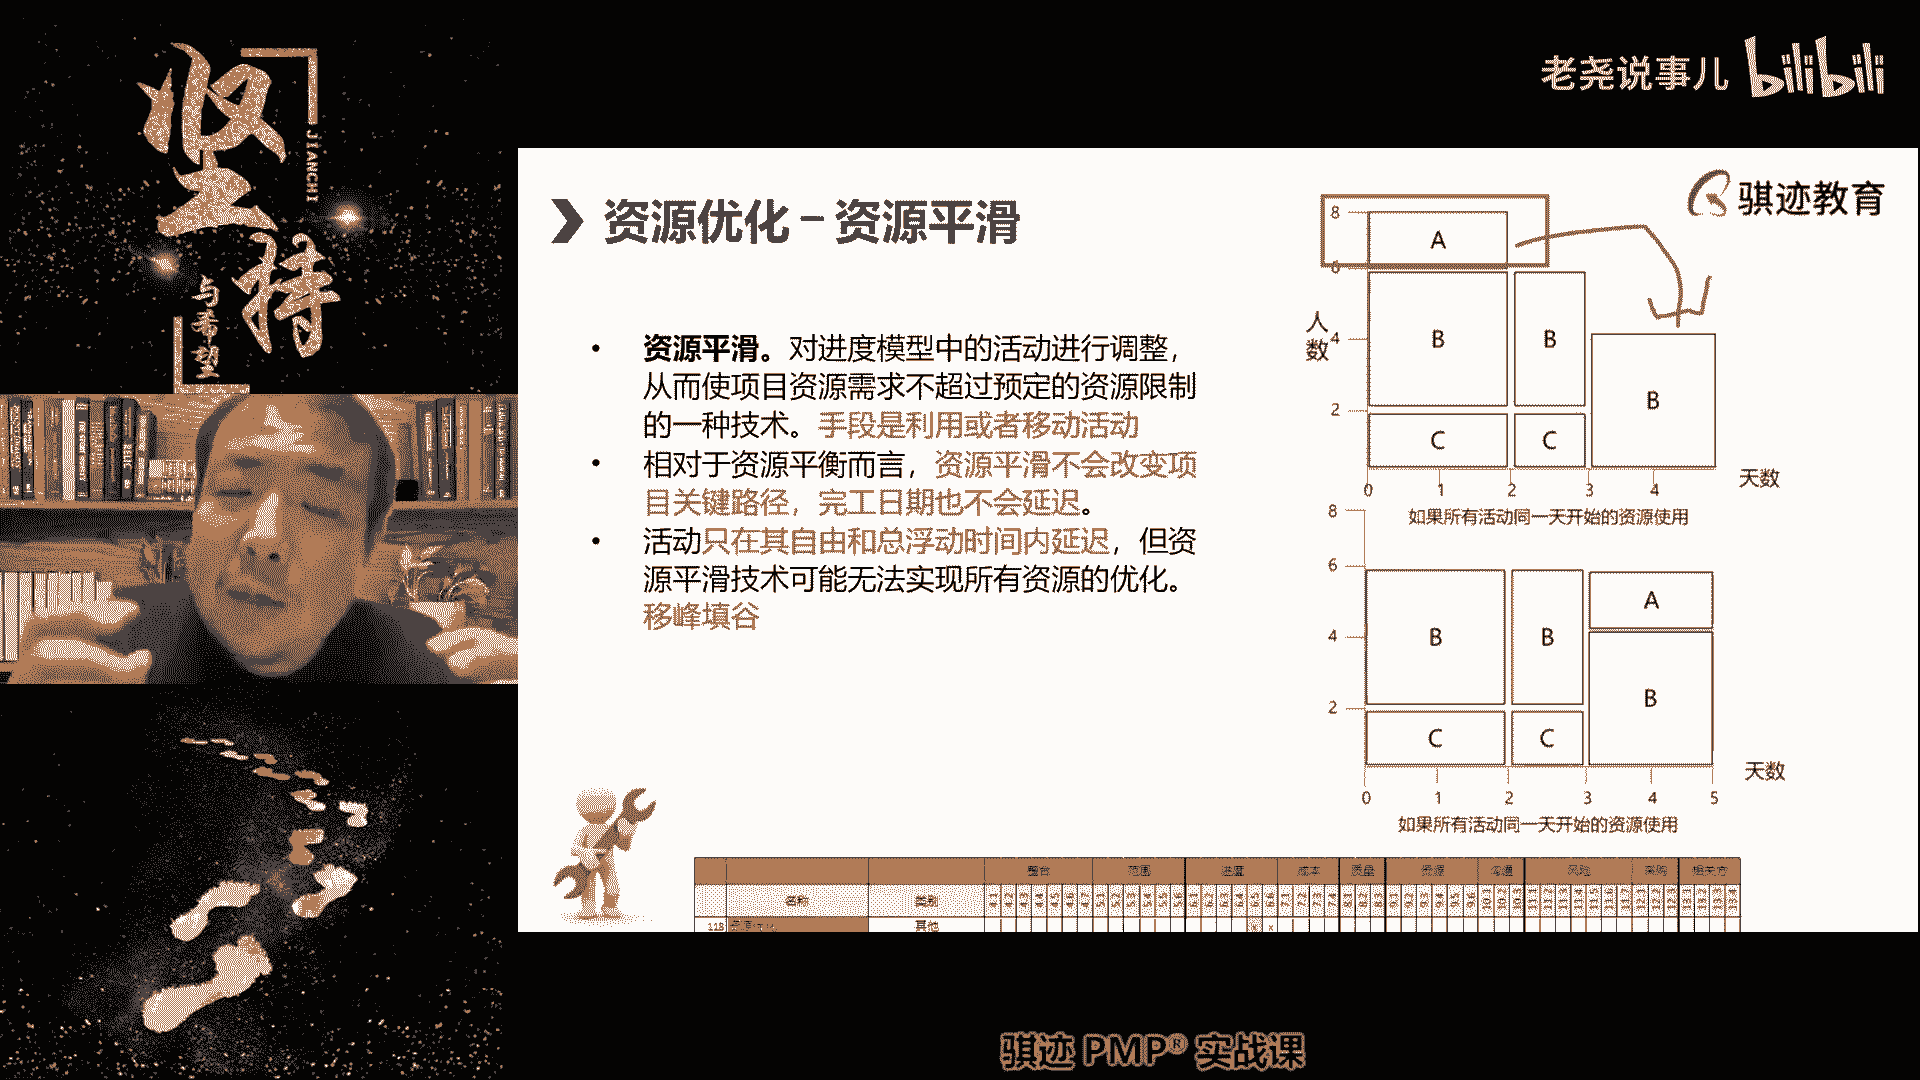 坚持
JIANCHI
与希望
老尧说事儿 bilibili
骐迹教育
资源优化－资源平滑
• 资源平滑。对进度模型中的活动进行调整，
从而使项目资源需求不超过预定的资源限制
的一种技术。手段是利用或者移动活动
• 相对于资源平衡而言，资源平滑不会改变项
目关键路径，完工日期也不会延迟。
• 活动只在其自由和总浮动时间内延迟，但资
源平滑技术可能无法实现所有资源的优化。
移峰填谷
8
A
6
人数
4
B B B
2
C C
0 1 2 3 4 天数
如果所有活动同一天开始的资源使用
8
6
A
4
B B B
2
C C
天数
0 1 2 3 4 5
如果所有活动同一天开始的资源使用
整合 范围 进度 成本 质量 资源 沟通 风险 采购 相关方
名称 类别
118 资源优化 其他
骐迹 PMP® 实战课